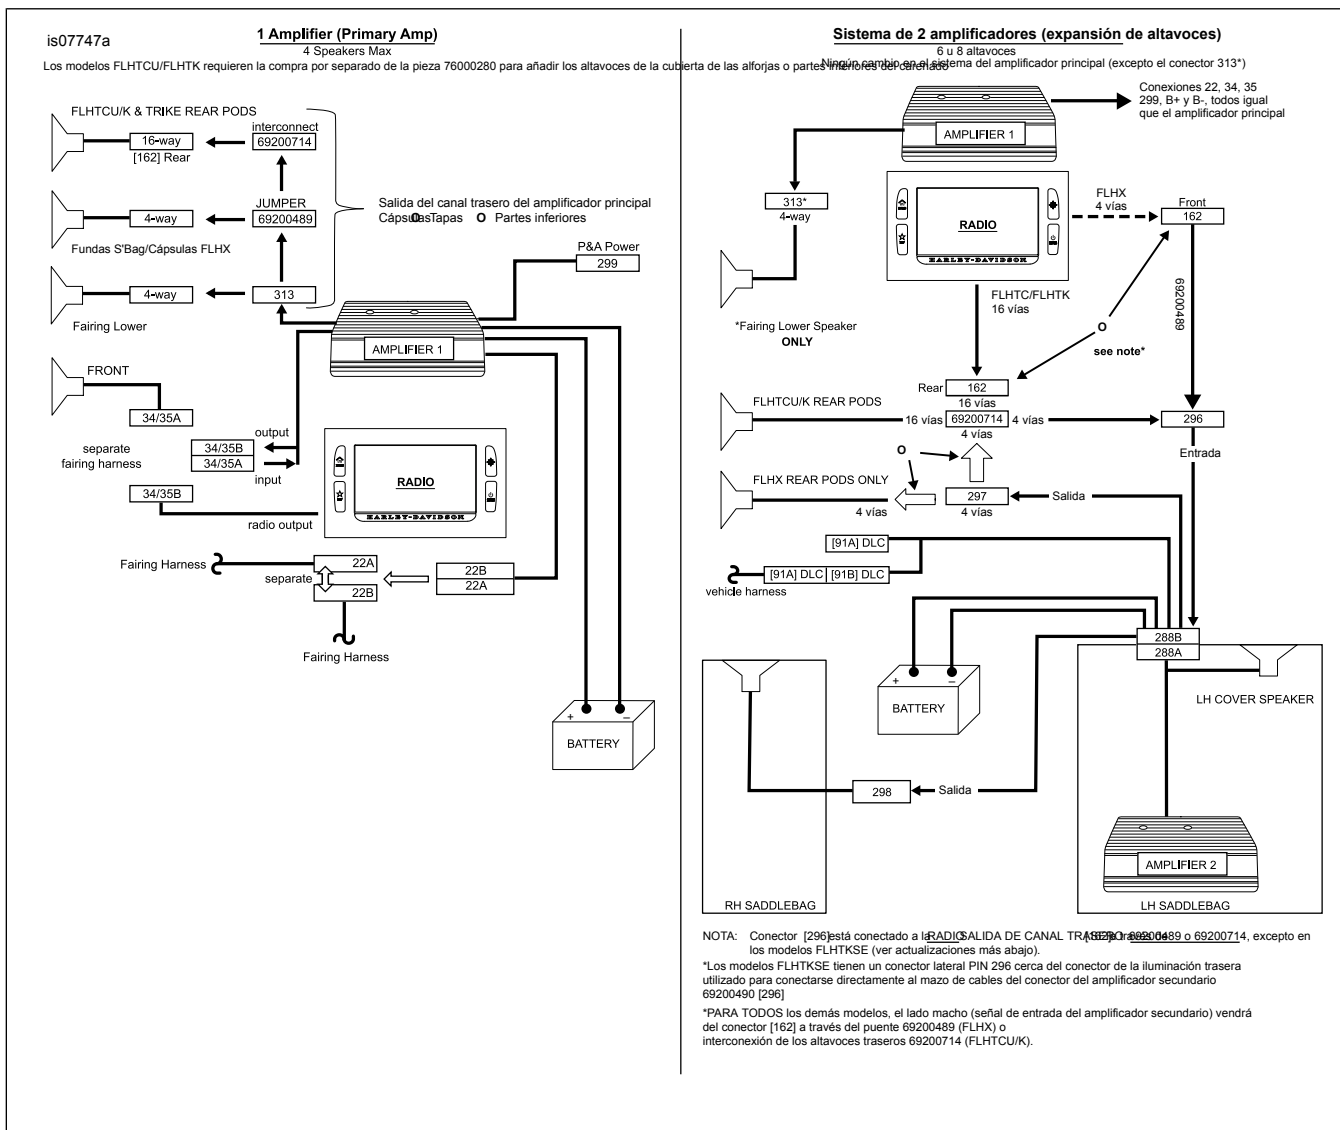 is07747a
1 Amplifier (Primary Amp)
4 Speakers Max
Los modelos FLHTCU/FLHTK requieren la compra por separado de la pieza 76000280 para añadir los altavoces de la cubierta de las alforjas o partes inferiores del carenado
FLHTCU/K & TRIKE REAR PODS
interconnect
16-way
69200714
[162] Rear
JUMPER
4-way
69200489
Salida del canal trasero del amplificador principal
Cápsulas O Tapas O Partes inferiores
Fundas S'Bag/Cápsulas FLHX
P&A Power
299
4-way
313
Fairing Lower
AMPLIFIER 1
FRONT
34/35A
output
34/35B
34/35A
separate
fairing harness
input
34/35B
radio output
RADIO
HARLEY-DAVIDSON
Fairing Harness
22A
separate
22B
22B
22A
Fairing Harness
+ –
BATTERY
Sistema de 2 amplificadores (expansión de altavoces)
6 u 8 altavoces
Ningún cambio en el sistema del amplificador principal (excepto el conector 313*)
Conexiones 22, 34, 35
299, B+ y B-, todos igual
que el amplificador principal
AMPLIFIER 1
313*
4-way
RADIO
HARLEY-DAVIDSON
FLHX
4 vías
Front
162
69200489
FLHTC/FLHTK
16 vías
*Fairing Lower Speaker
ONLY
O
see note*
Rear
162
16 vías
FLHTCU/K REAR PODS
16 vías
69200714
4 vías
4 vías
296
Entrada
O
FLHX REAR PODS ONLY
4 vías
297
4 vías
Salida
[91A] DLC
[91A] DLC
[91B] DLC
vehicle harness
288B
288A
+ –
BATTERY
LH COVER SPEAKER
298
Salida
AMPLIFIER 2
RH SADDLEBAG
LH SADDLEBAG
NOTA: Conector [296] está conectado a la RADIO SALIDA DE CANAL TRASERO [162] a través de 69200489 o 69200714, excepto en
los modelos FLHTKSE (ver actualizaciones más abajo).
*Los modelos FLHTKSE tienen un conector lateral PIN 296 cerca del conector de la iluminación trasera
utilizado para conectarse directamente al mazo de cables del conector del amplificador secundario
69200490 [296]
*PARA TODOS los demás modelos, el lado macho (señal de entrada del amplificador secundario) vendrá
del conector [162] a través del puente 69200489 (FLHX) o
interconexión de los altavoces traseros 69200714 (FLHTCU/K).